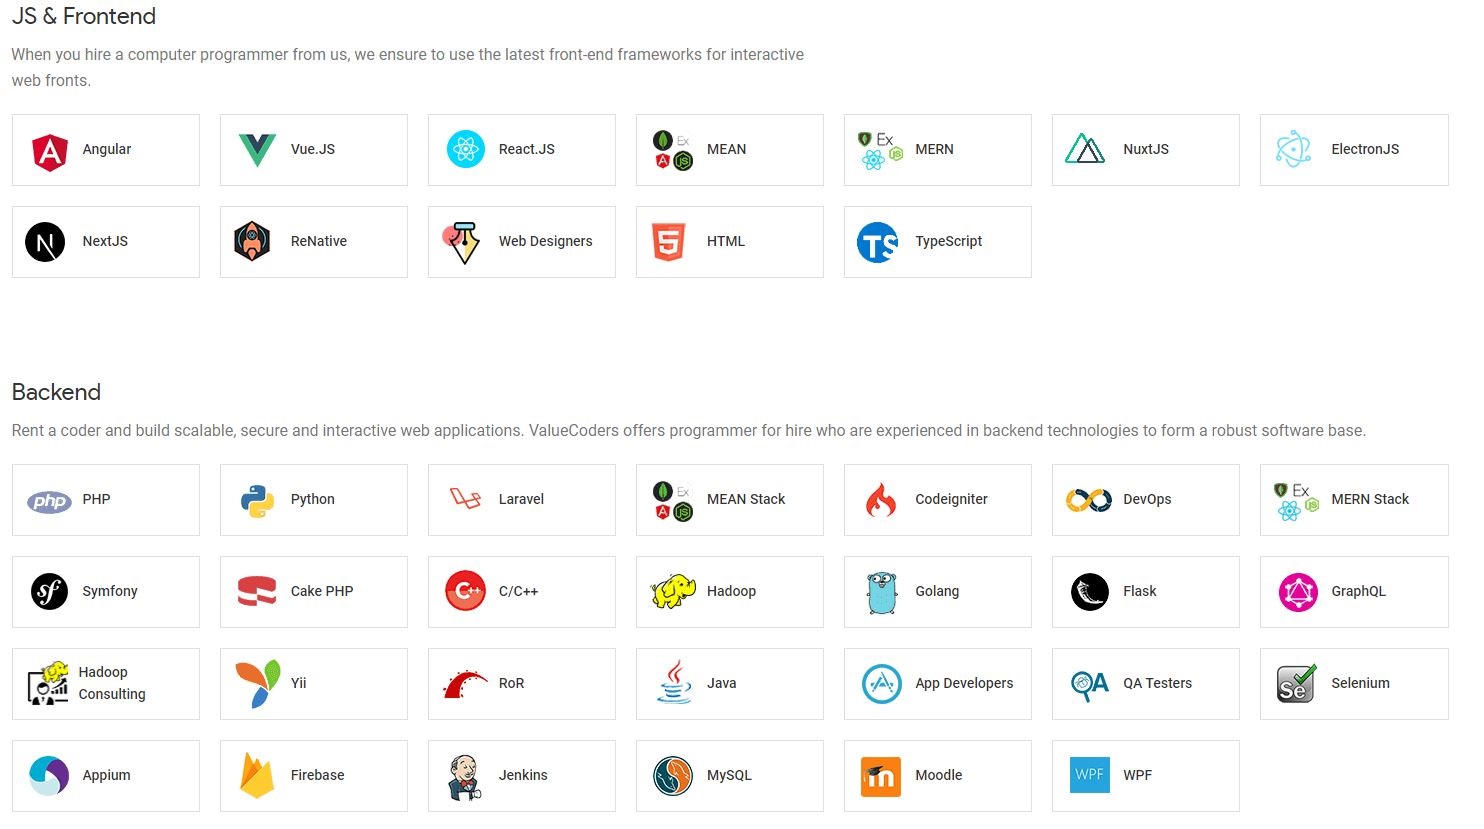 JS & Frontend
When you hire a computer programmer from us, we ensure to use the latest front-end frameworks for interactive
web fronts.
Angular
Vue.JS
React.JS
Ex
MEAN
Ex
MERN
NuxtJS
ElectronJS
NextJS
ReNative
Web Designers
HTML
TS
TypeScript
Backend
Rent a coder and build scalable, secure and interactive web applications. ValueCoders offers programmer for hire who are experienced in backend technologies to form a robust software base.
php
PHP
Python
Laravel
Ex
MEAN Stack
Codeigniter
DevOps
Ex
MERN Stack
sf
Symfony
Cake PHP
C++
C/C++
Hadoop
Golang
Flask
GraphQL
Hadoop
Consulting
Yii
RoR
Java
App Developers
QA
QA Testers
Se
Selenium
Appium
Firebase
Jenkins
MySQL
m
Moodle
WPF
WPF